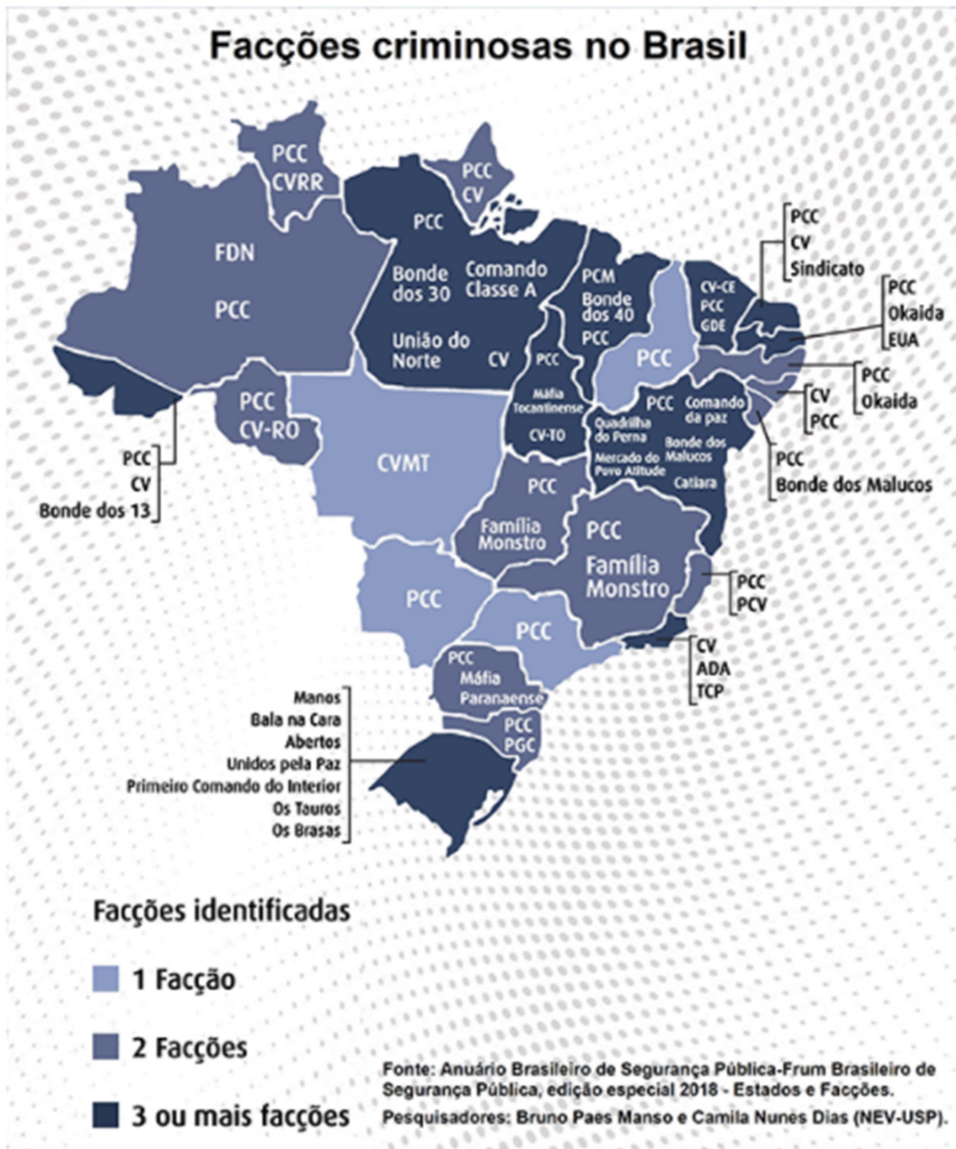 Facções criminosas no Brasil
PCC
CVRR
PCC
CV
FDN
PCC
PCC
Bonde
dos 30
Comando
Classe A
União do
Norte
CV
PCM
Bonde
dos 40
PCC
PCC
CV-CE
PCC
GDE
PCC
CV
Sindicato
PCC
Okaida
EUA
PCC
Okaida
CV
PCC
PCC
Bonde dos Malucos
PCC
Máfia
Tocantinense
CV-TO
PCC
Comando
da paz
Quadrilha
do Perna
Bonde dos
Malucos
Mercado do
Povo Atitude
Catiara
PCC
CV-RO
PCC
CV
Bonde dos 13
CVMT
PCC
Família
Monstro
PCC
Família
Monstro
PCC
PCV
PCC
PCC
CV
ADA
TCP
PCC
Máfia
Paranaense
PCC
PGC
Manos
Bala na Cara
Abertos
Unidos pela Paz
Primeiro Comando do Interior
Os Tauros
Os Brasas
Facções identificadas
1 Facção
2 Facções
3 ou mais facções
Fonte: Anuário Brasileiro de Segurança Pública-Frum Brasileiro de
Segurança Pública, edição especial 2018 - Estados e Facções.
Pesquisadores: Bruno Paes Manso e Camila Nunes Dias (NEV-USP).